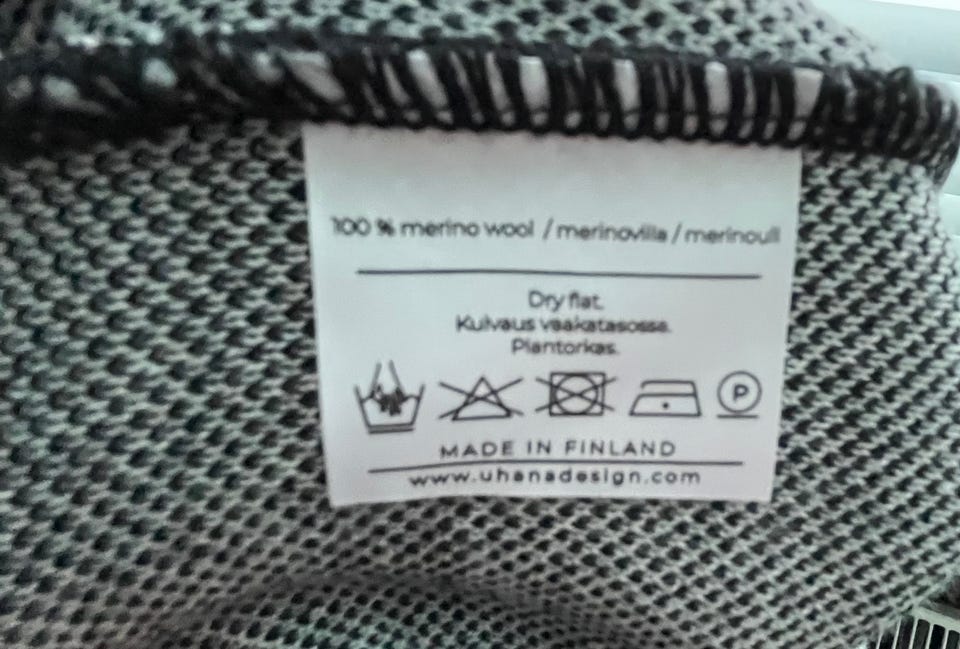 100 % merino wool / merinovilla / merinoull
Dry flat.
Kuivaus vaakatasossa.
Plantorkas.
P
MADE IN FINLAND
www.uhanadesign.com